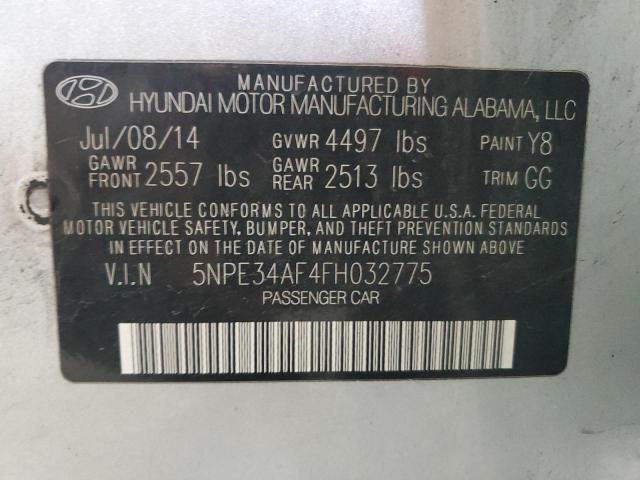 MANUFACTURED BY
HYUNDAI MOTOR MANUFACTURING ALABAMA, LLC
Jul/08/14 GVWR 4497 lbs PAINT Y8
GAWR FRONT 2557 lbs GAWR REAR 2513 lbs TRIM GG
THIS VEHICLE CONFORMS TO ALL APPLICABLE U.S.A. FEDERAL
MOTOR VEHICLE SAFETY, BUMPER, AND THEFT PREVENTION STANDARDS
IN EFFECT ON THE DATE OF MANUFACTURE SHOWN ABOVE
V.I.N 5NPE34AF4FH032775
PASSENGER CAR